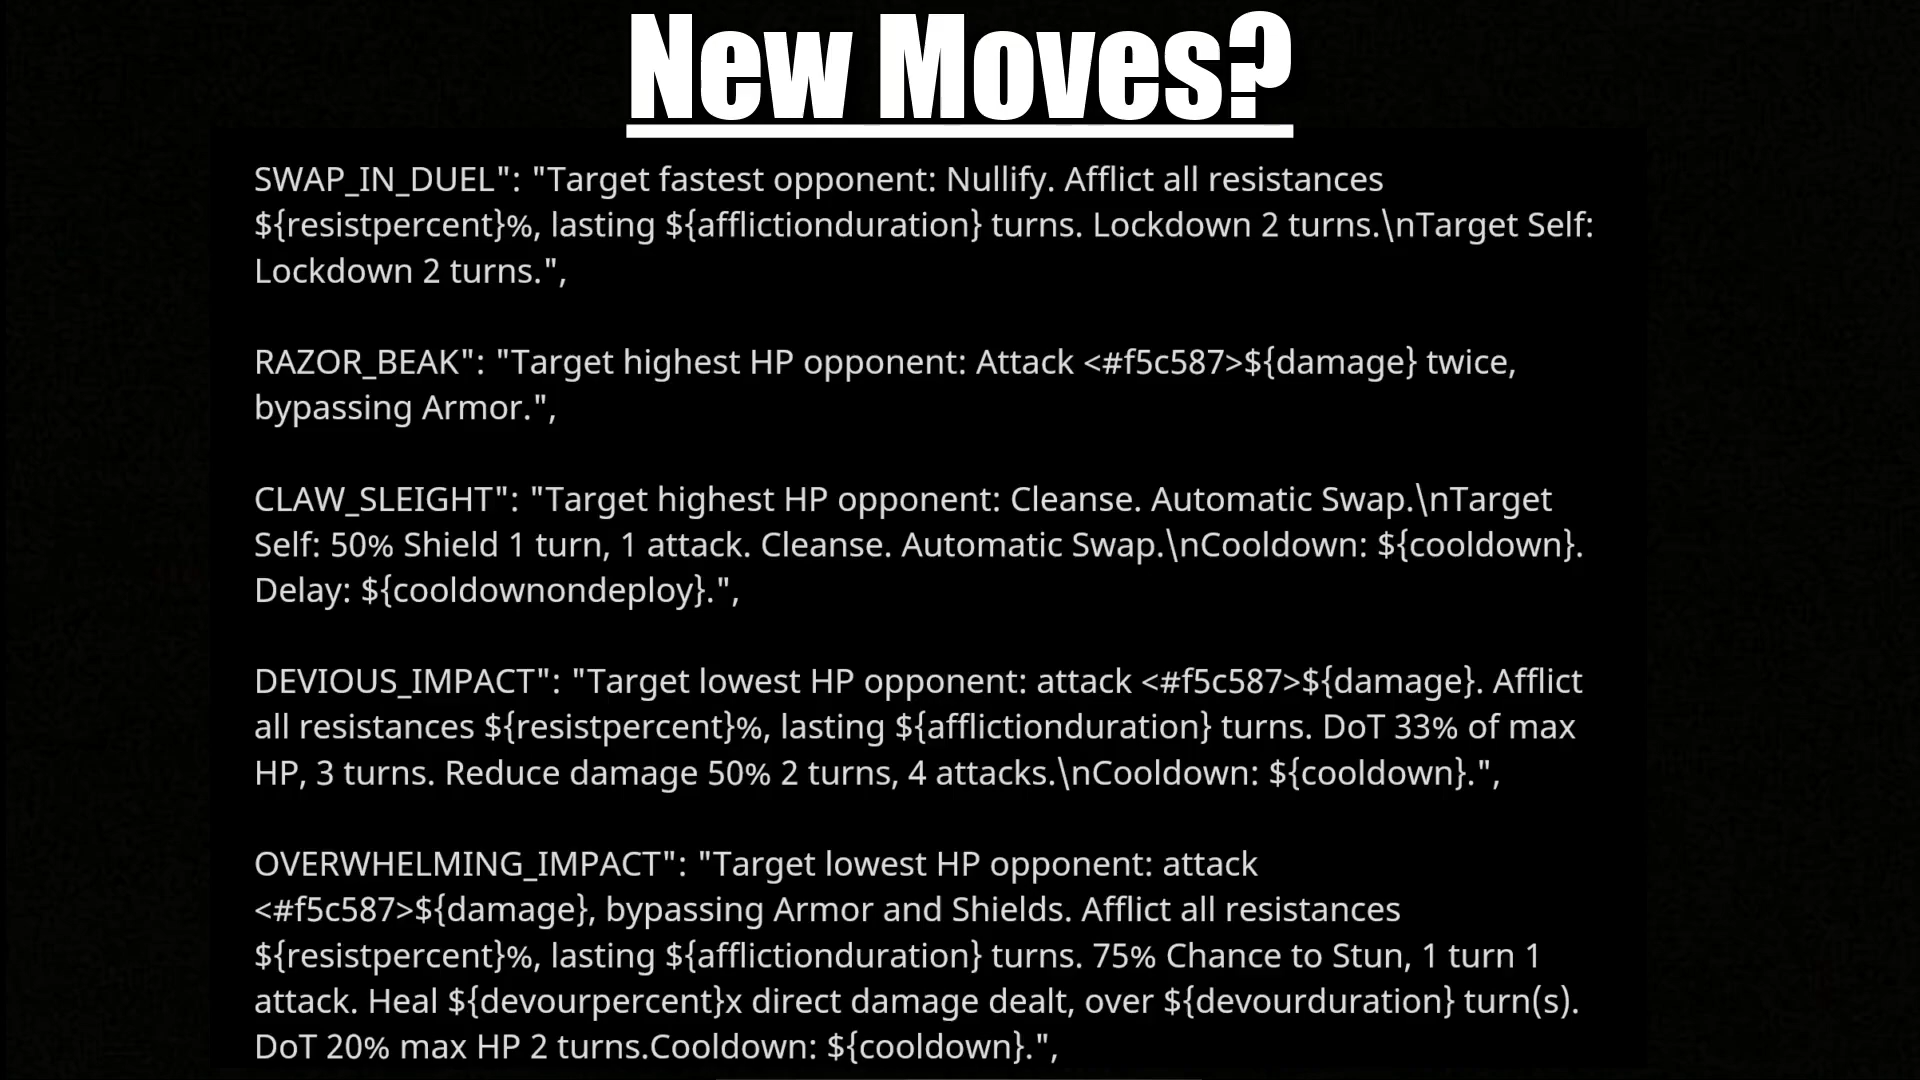 New Moves?
SWAP_IN_DUEL": "Target fastest opponent: Nullify. Afflict all resistances
${resistpercent}%, lasting ${afflictionduration} turns. Lockdown 2 turns.\nTarget Self:
Lockdown 2 turns.",
RAZOR_BEAK": "Target highest HP opponent: Attack <#f5c587>${damage} twice,
bypassing Armor.",
CLAW_SLEIGHT": "Target highest HP opponent: Cleanse. Automatic Swap.\nTarget
Self: 50% Shield 1 turn, 1 attack. Cleanse. Automatic Swap.\nCooldown: ${cooldown}.
Delay: ${cooldownondeploy}.",
DEVIOUS_IMPACT": "Target lowest HP opponent: attack <#f5c587>${damage}. Afflict
all resistances ${resistpercent}%, lasting ${afflictionduration} turns. DoT 33% of max
HP, 3 turns. Reduce damage 50% 2 turns, 4 attacks.\nCooldown: ${cooldown}.",
OVERWHELMING_IMPACT": "Target lowest HP opponent: attack
<#f5c587>${damage}, bypassing Armor and Shields. Afflict all resistances
${resistpercent}%, lasting ${afflictionduration} turns. 75% Chance to Stun, 1 turn 1
attack. Heal ${devourpercent}x direct damage dealt, over ${devourduration} turn(s).
DoT 20% max HP 2 turns.Cooldown: ${cooldown}.",